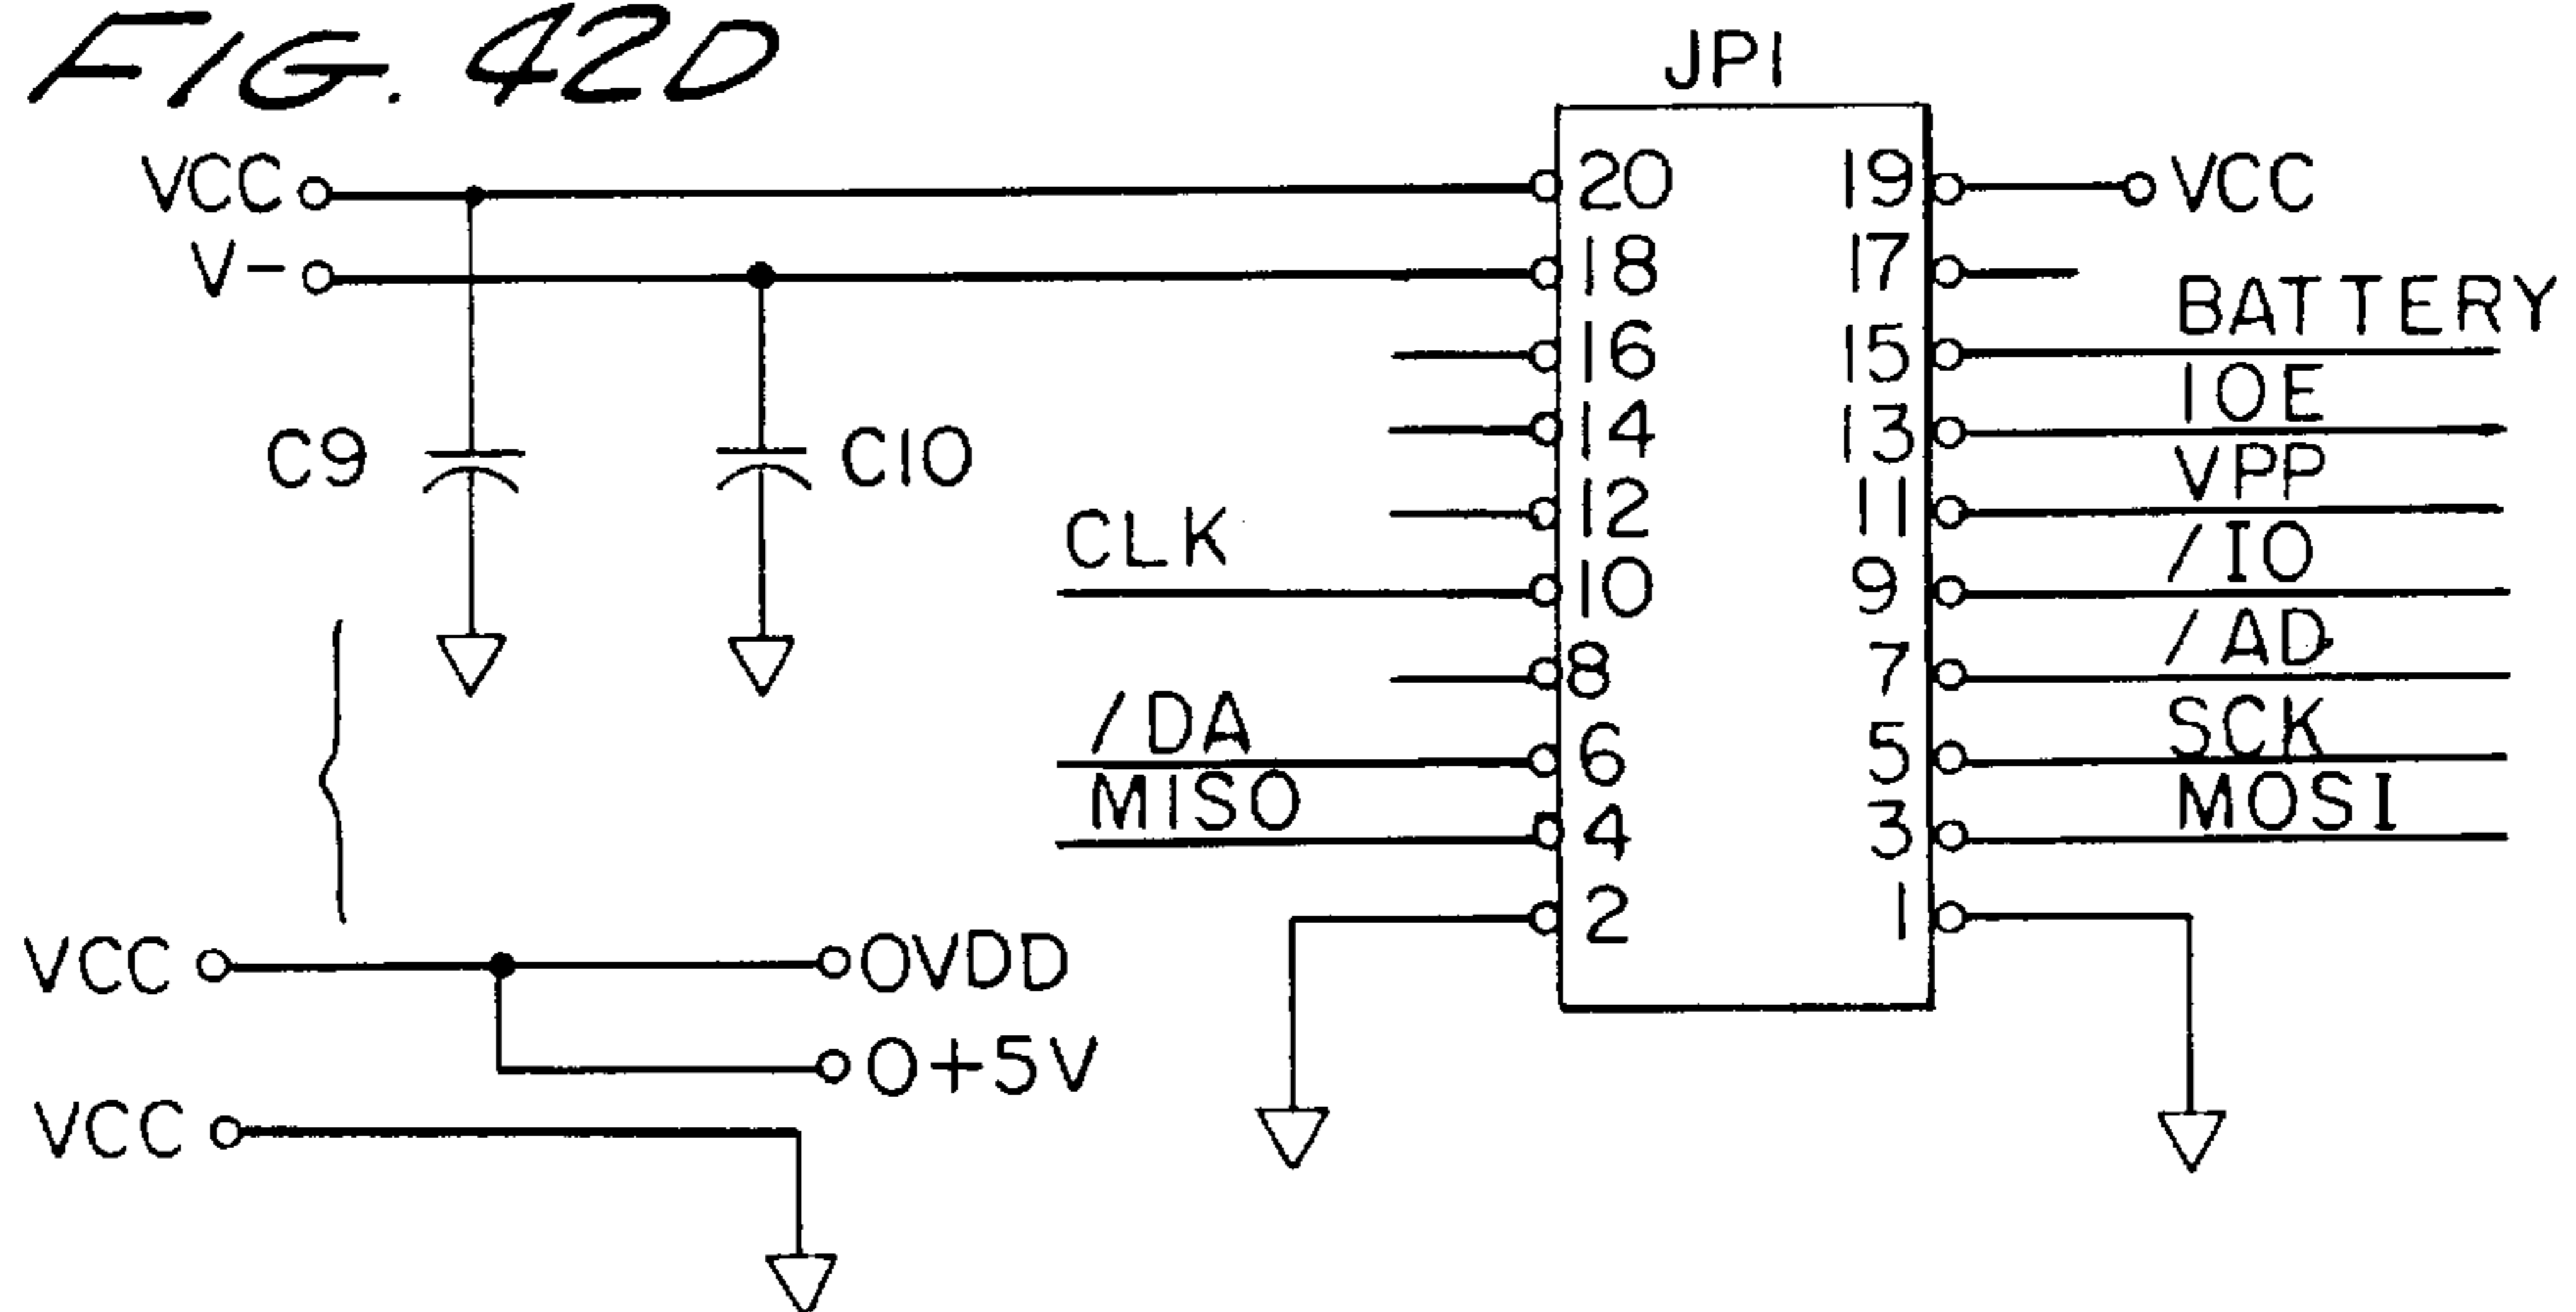 FIG. 42D
JP1
VCC 20 19 VCC
V- 18 17
16 15 BATTERY
14 13 IOE
C9 C10 12 11 VPP
CLK 10 9 /IO
8 7 /AD
/DA 6 5 SCK
MISO 4 3 MOSI
2 1
VCC OVDD
O+5V
VCC